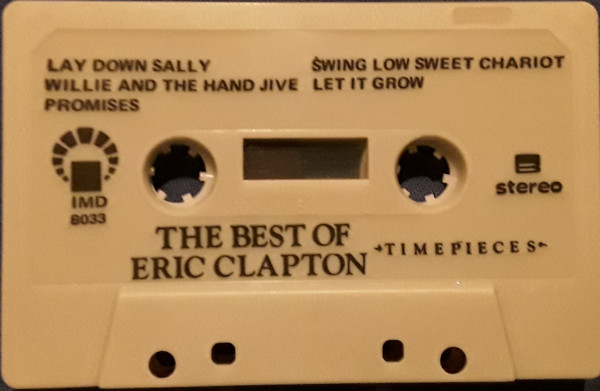 LAY DOWN SALLY
WILLIE AND THE HAND JIVE
PROMISES
SWING LOW SWEET CHARIOT
LET IT GROW
IMD
8033
stereo
THE BEST OF
ERIC CLAPTON
TIMEPIECES